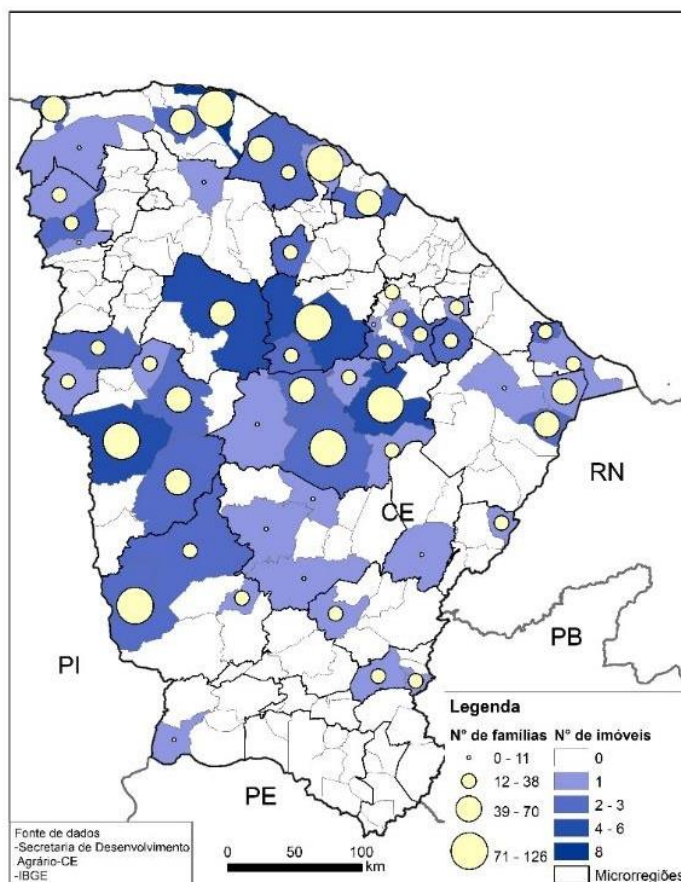 CE
RN
PB
PI
PE
Legenda
N° de famílias
N° de imóveis
0 - 11
0
12 - 38
1
39 - 70
2 - 3
4 - 6
71 - 126
8
Microrregiões
Fonte de dados
-Secretaria de Desenvolvimento
Agrário-CE
-IBGE
0 50 100
km